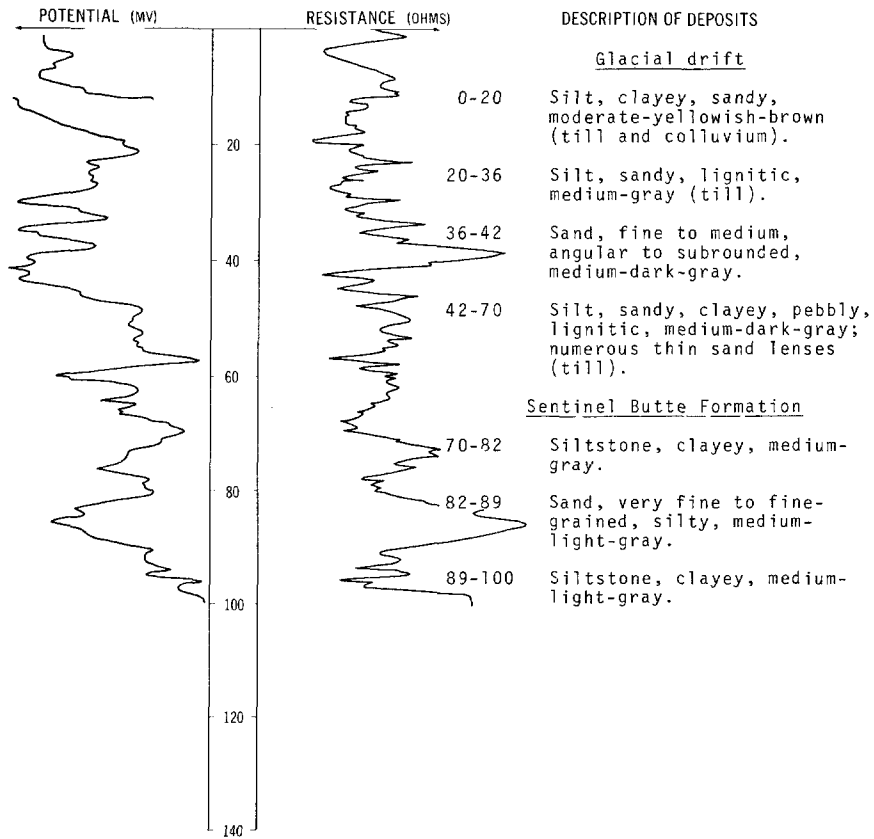 POTENTIAL (MV) RESISTANCE (OHMS) DESCRIPTION OF DEPOSITS
Glacial drift
0-20 Silt, clayey, sandy,
moderate-yellowish-brown
(till and colluvium).
20
20-36 Silt, sandy, lignitic,
medium-gray (till).
36-42 Sand, fine to medium,
angular to subrounded,
medium-dark-gray.
40
42-70 Silt, sandy, clayey, pebbly,
lignitic, medium-dark-gray;
numerous thin sand lenses
(till).
60
Sentinel Butte Formation
70-82 Siltstone, clayey, medium-
gray.
80
82-89 Sand, very fine to fine-
grained, silty, medium-
light-gray.
89-100 Siltstone, clayey, medium-
light-gray.
100
120
140